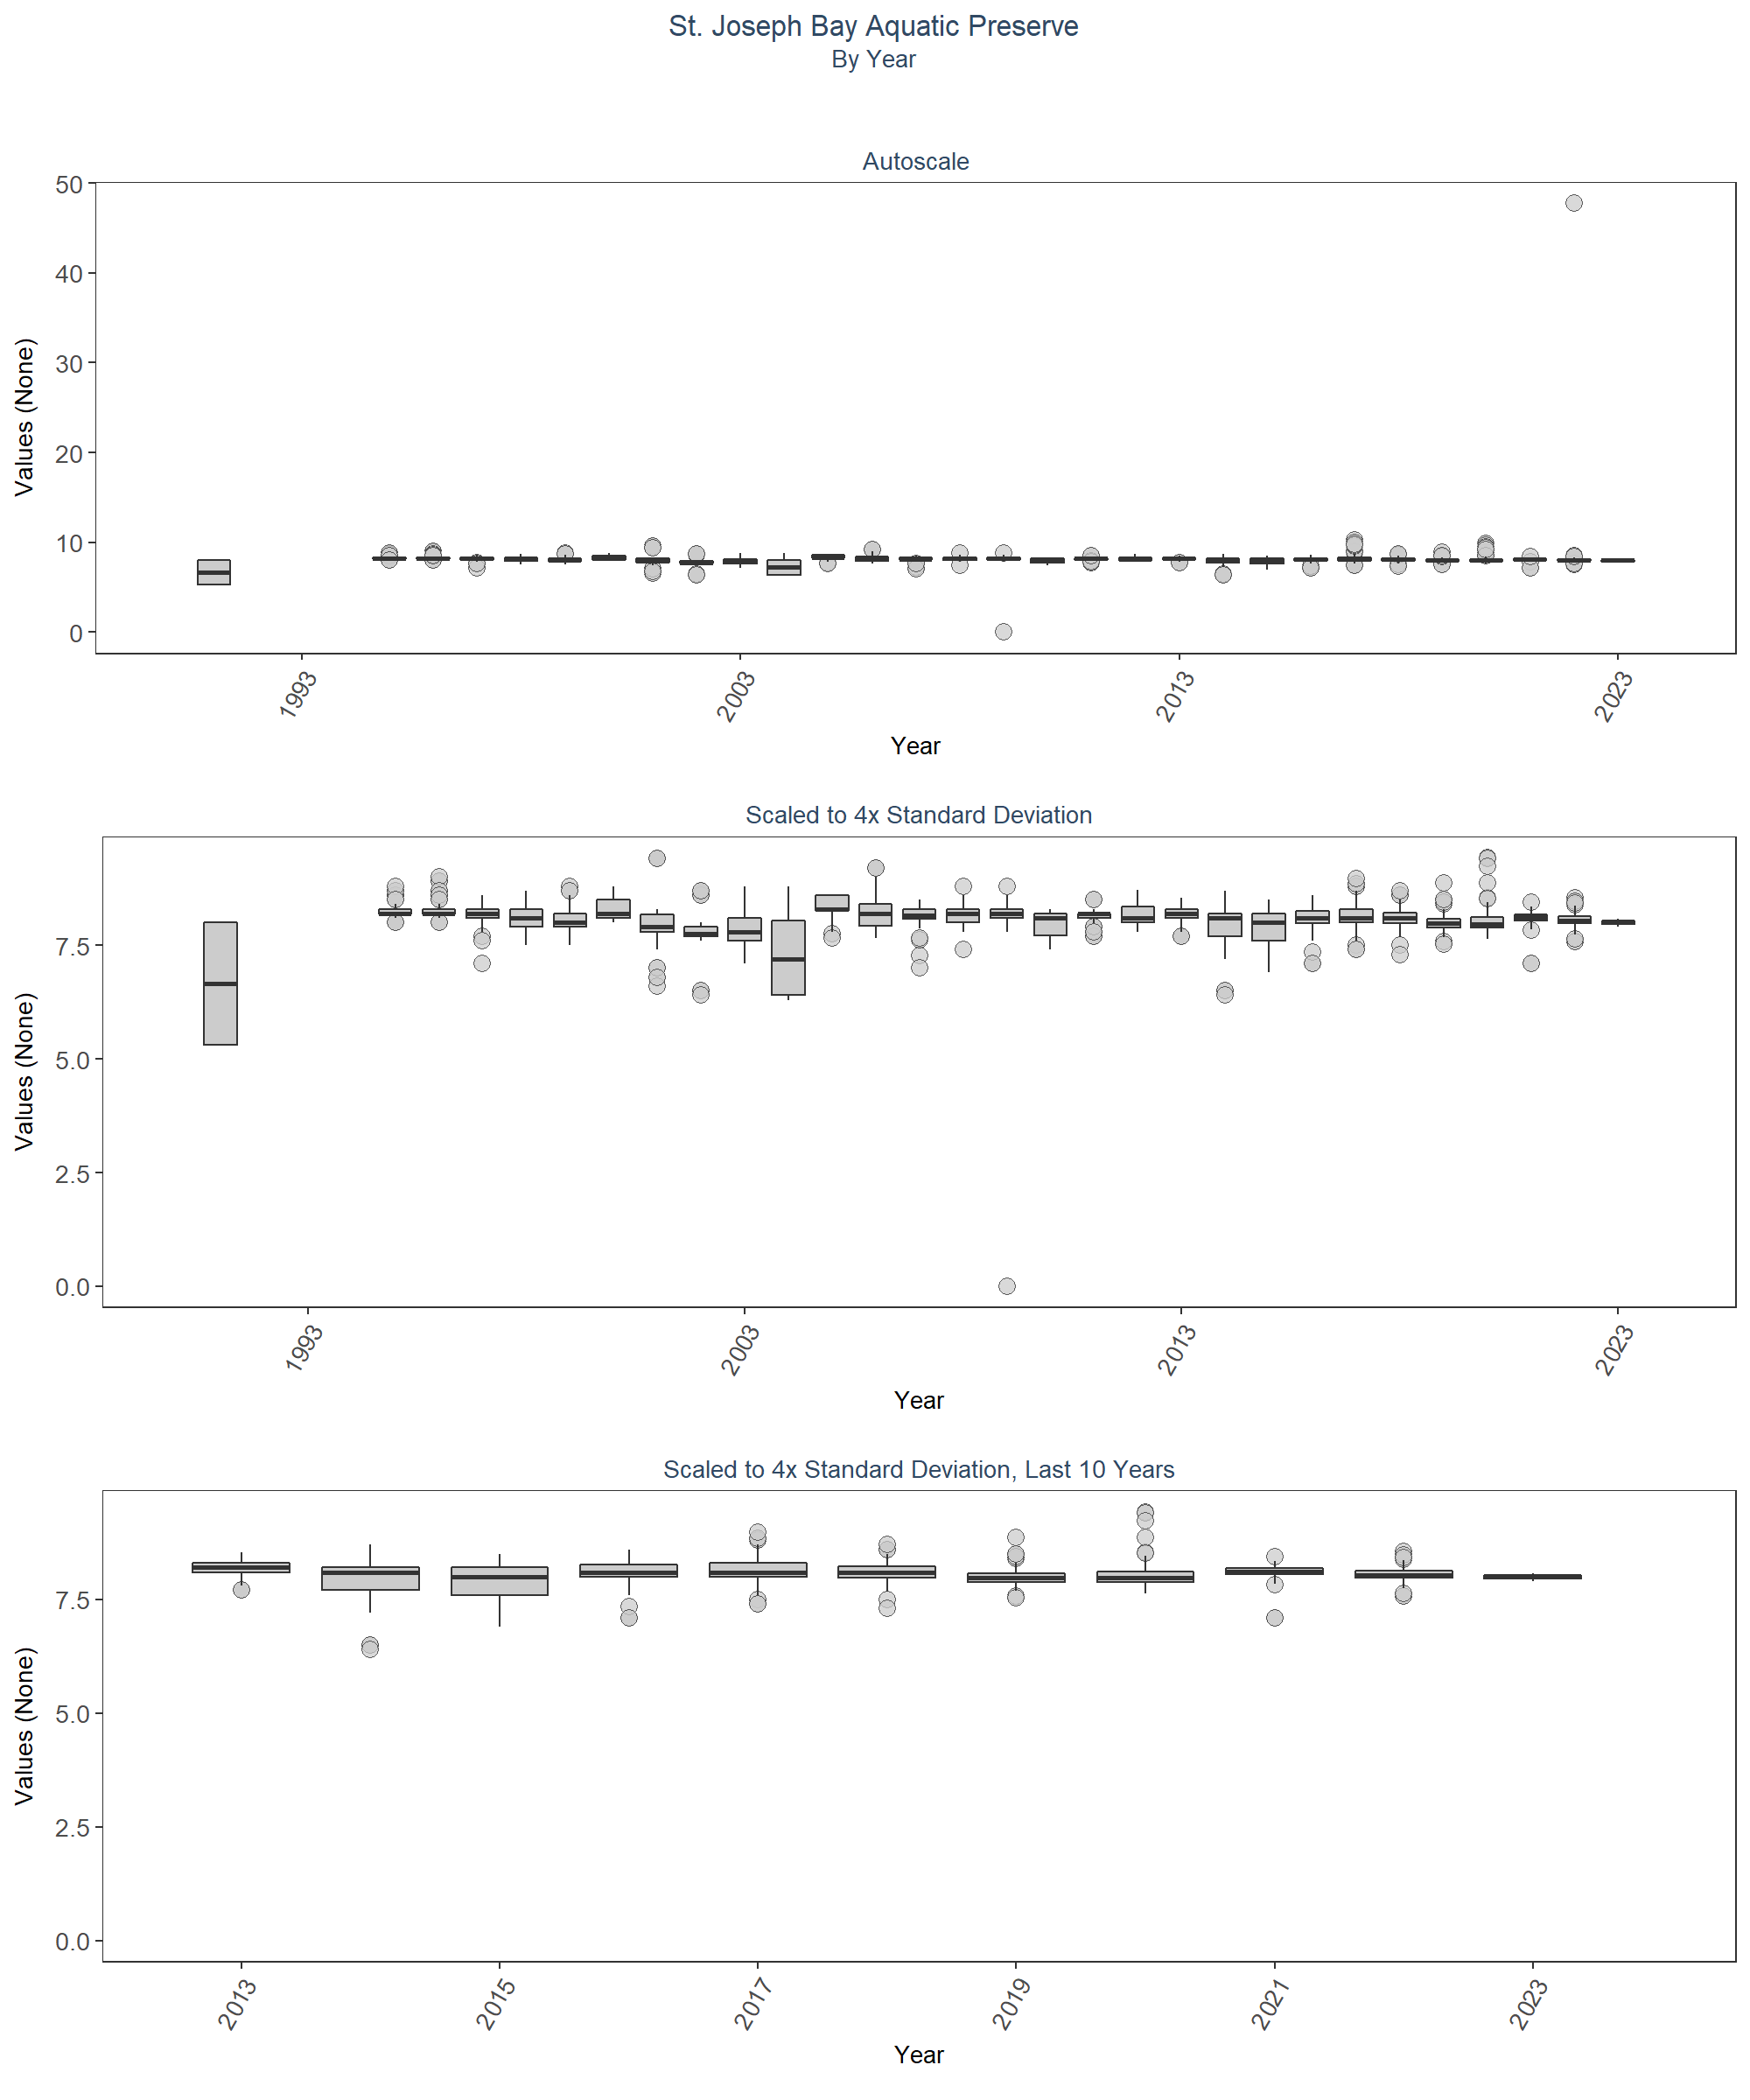 St. Joseph Bay Aquatic Preserve
By Year
Autoscale
Values (None)
50
40
30
20
10
0
1993
2003
2013
2023
Year
Scaled to 4x Standard Deviation
Values (None)
7.5
5.0
2.5
0.0
1993
2003
2013
2023
Year
Scaled to 4x Standard Deviation, Last 10 Years
Values (None)
7.5
5.0
2.5
0.0
2013
2015
2017
2019
2021
2023
Year